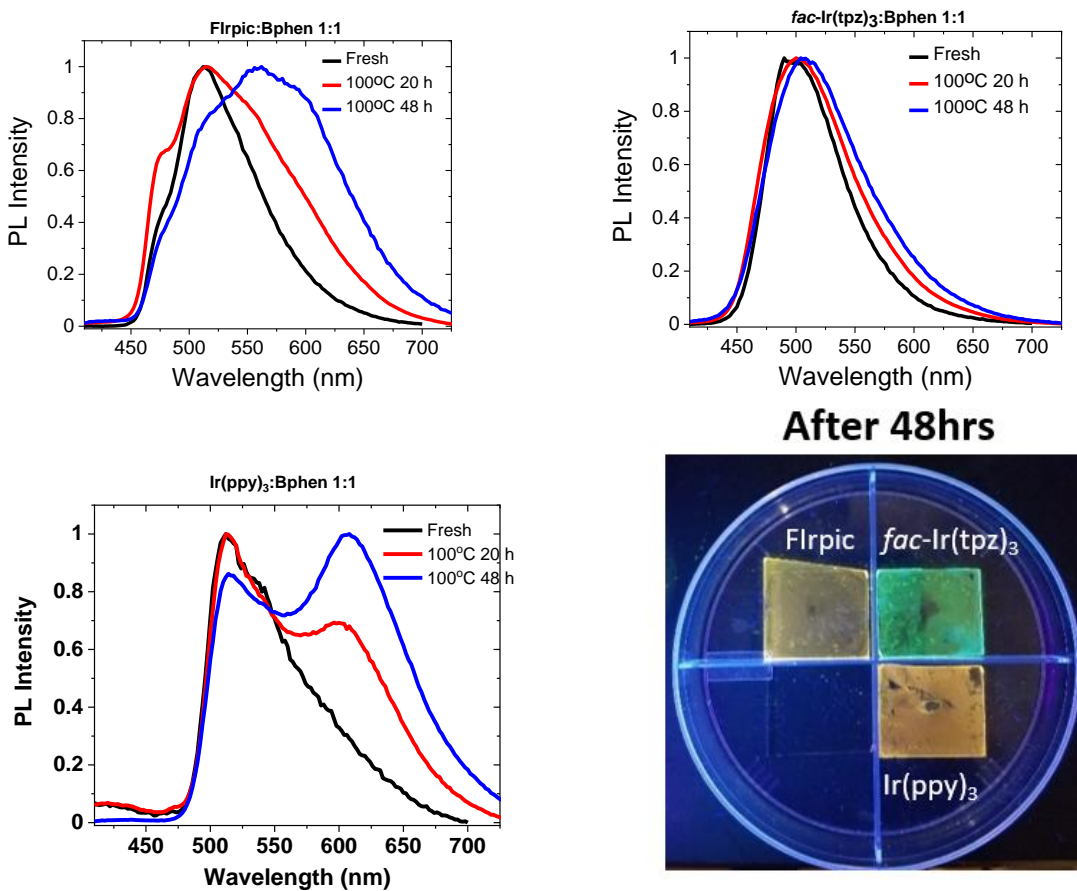 FIrpic:Bphen 1:1
Fresh
100ºC 20 h
100ºC 48 h
PL Intensity
1
0.8
0.6
0.4
0.2
0
450 500 550 600 650 700
Wavelength (nm)
fac-Ir(tpz)3:Bphen 1:1
Fresh
100ºC 20 h
100ºC 48 h
PL Intensity
1
0.8
0.6
0.4
0.2
0
450 500 550 600 650 700
Wavelength (nm)
Ir(ppy)3:Bphen 1:1
Fresh
100ºC 20 h
100ºC 48 h
PL Intensity
1
0.8
0.6
0.4
0.2
0
450 500 550 600 650 700
Wavelength (nm)
After 48hrs
FIrpic fac-Ir(tpz)3
Ir(ppy)3